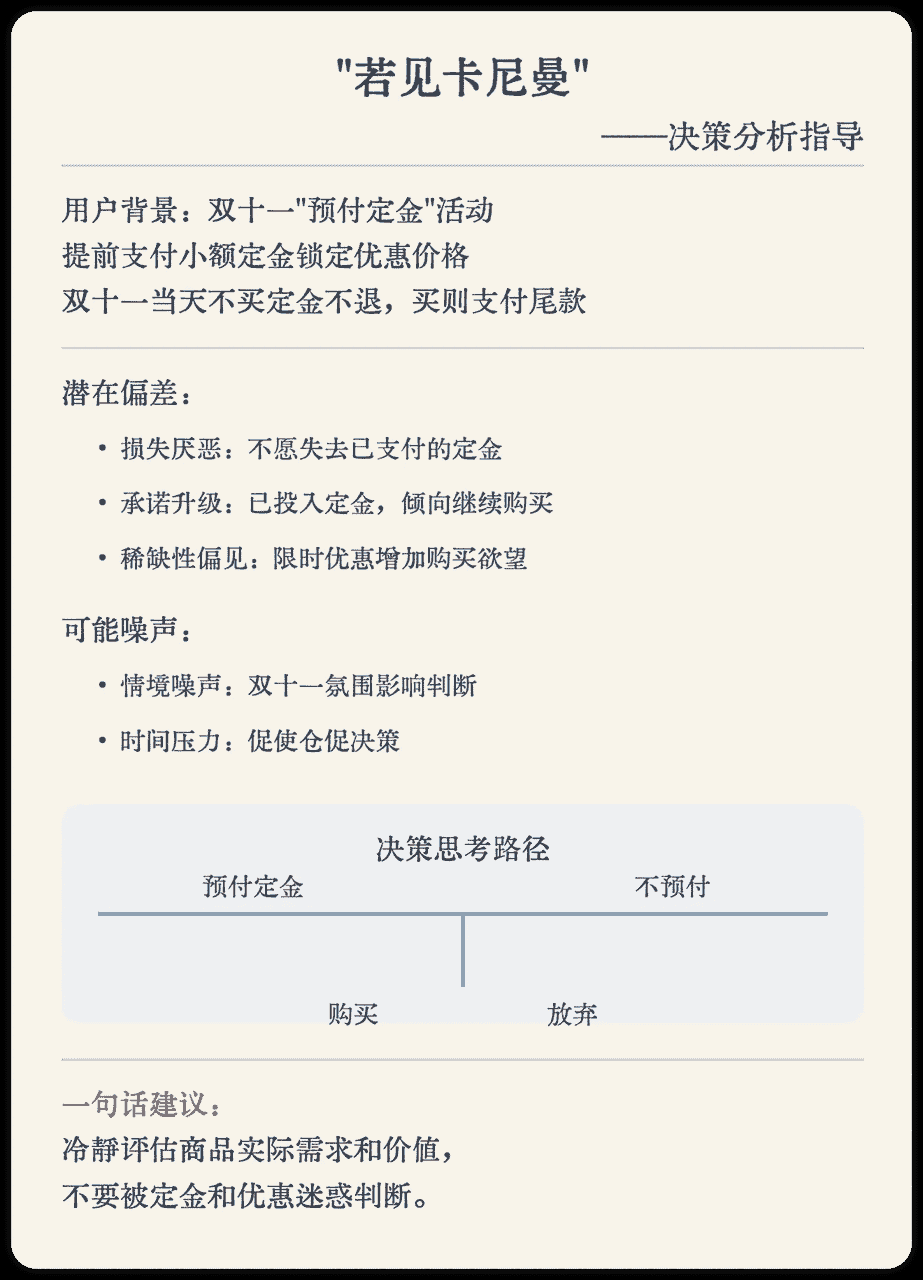 "若见卡尼曼"
——决策分析指导
用户背景：双十一"预付定金"活动
提前支付小额定金锁定优惠价格
双十一当天不买定金不退，买则支付尾款
潜在偏差：
• 损失厌恶：不愿失去已支付的定金
• 承诺升级：已投入定金，倾向继续购买
• 稀缺性偏见：限时优惠增加购买欲望
可能噪声：
• 情境噪声：双十一氛围影响判断
• 时间压力：促使仓促决策
决策思考路径
预付定金 不预付
购买 放弃
一句话建议：
冷静评估商品实际需求和价值，
不要被定金和优惠迷惑判断。